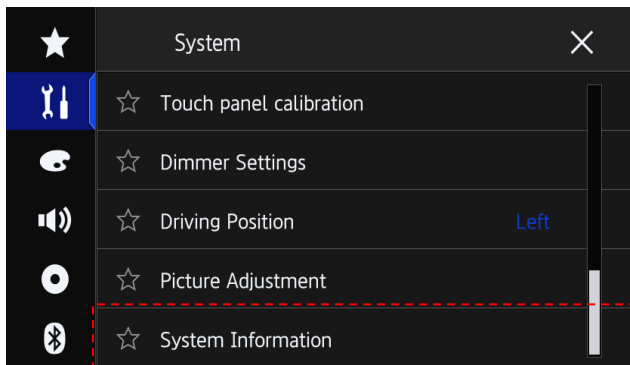 System
Touch panel calibration
Dimmer Settings
Driving Position Left
Picture Adjustment
System Information